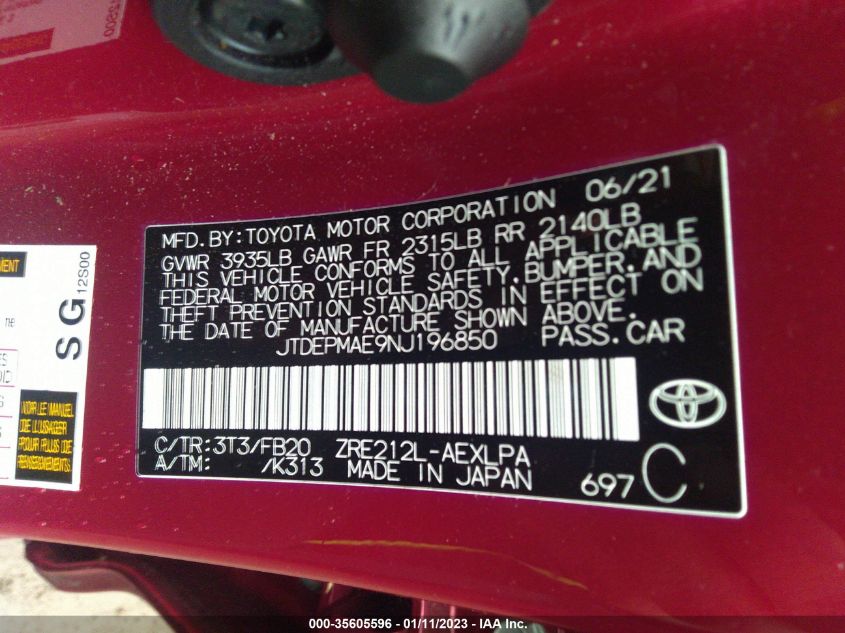 MFD. BY: TOYOTA MOTOR CORPORATION 06/21
GVWR 3935LB GAWR FR 2315LB RR 2140LB
THIS VEHICLE CONFORMS TO ALL APPLICABLE
FEDERAL MOTOR VEHICLE SAFETY, BUMPER, AND
THEFT PREVENTION STANDARDS IN EFFECT ON
THE DATE OF MANUFACTURE SHOWN ABOVE.
JTDEPMAE9NJ196850 PASS.CAR
C/TR: 3T3/FB20 ZRE212L-AEXLPA
A/TM: /K313 MADE IN JAPAN
697 C
SG
12S00
000-35605596 - 01/11/2023 - IAA Inc.